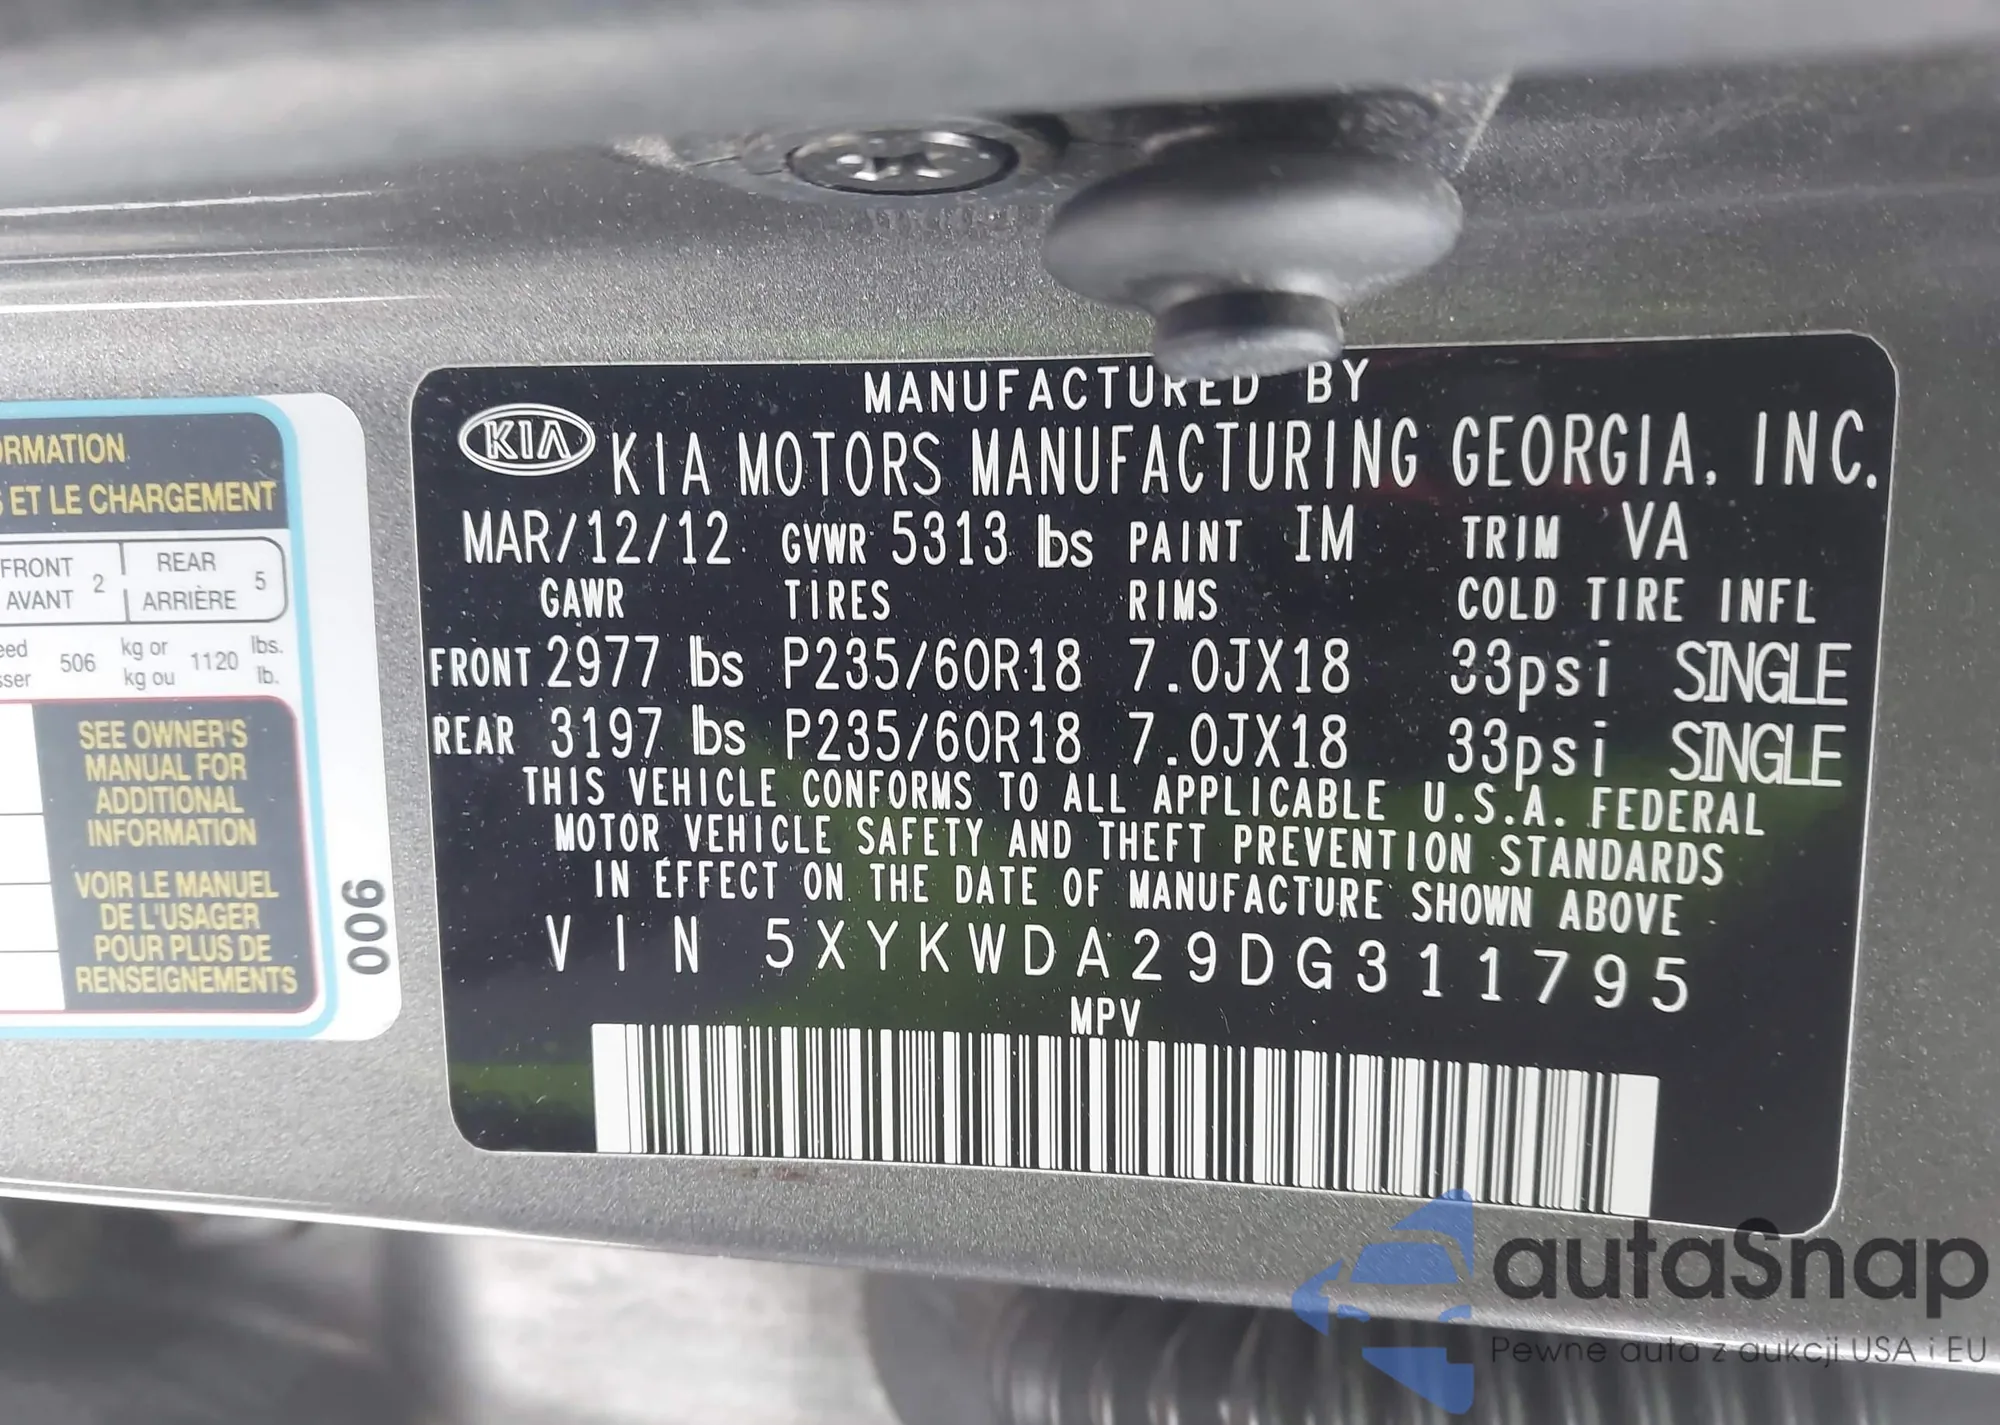 MANUFACTURED BY
KIA KIA MOTORS MANUFACTURING GEORGIA, INC.
MAR/12/12 GVWR 5313 lbs PAINT IM TRIM VA
GAWR TIRES RIMS COLD TIRE INFL
FRONT 2977 lbs P235/60R18 7.0JX18 33psi SINGLE
REAR 3197 lbs P235/60R18 7.0JX18 33psi SINGLE
THIS VEHICLE CONFORMS TO ALL APPLICABLE U.S.A. FEDERAL
MOTOR VEHICLE SAFETY AND THEFT PREVENTION STANDARDS
IN EFFECT ON THE DATE OF MANUFACTURE SHOWN ABOVE
VIN 5XYKWDA29DG311795
MPV
RMATION
ET LE CHARGEMENT
FRONT 2 REAR 5
AVANT ARRIÈRE
506 kg or 1120 lbs.
kg ou lb.
SEE OWNER'S
MANUAL FOR
ADDITIONAL
INFORMATION
VOIR LE MANUEL
DE L'USAGER
POUR PLUS DE
RENSEIGNEMENTS
006
autaSnap
Pewne auta z aukcji USA i EU